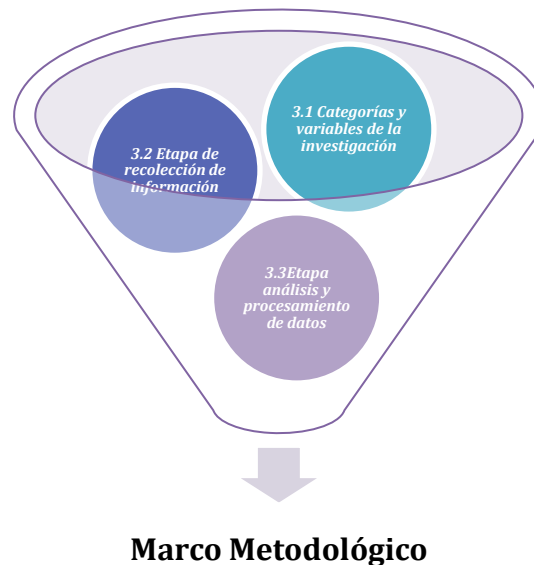 3.1 Categorías y
variables de la
investigación
3.2 Etapa de
recolección de
información
3.3Etapa
análisis y
procesamiento
de datos
Marco Metodológico